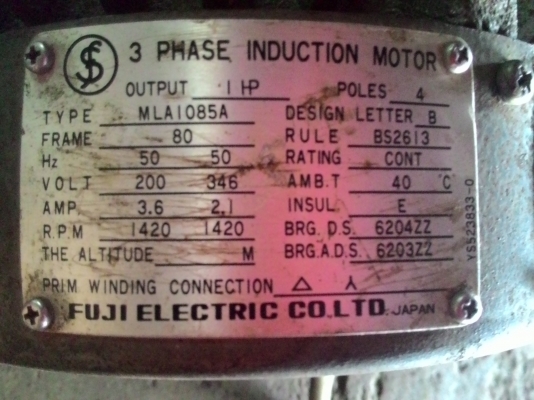 3 PHASE INDUCTION MOTOR
OUTPUT 1 HP POLES 4
TYPE MLA1085A DESIGN LETTER B
FRAME 80 RULE BS2613
Hz 50 50 RATING CONT
VOLT 200 346 AMB.T 40 °C
AMP. 3.6 2.1 INSUL E
R.P.M 1420 1420 BRG. D.S. 6204ZZ
THE ALTITUDE M BRG.A.D.S. 6203ZZ
PRIM WINDING CONNECTION △ 人
FUJI ELECTRIC CO.LTD. JAPAN
YS523833-0